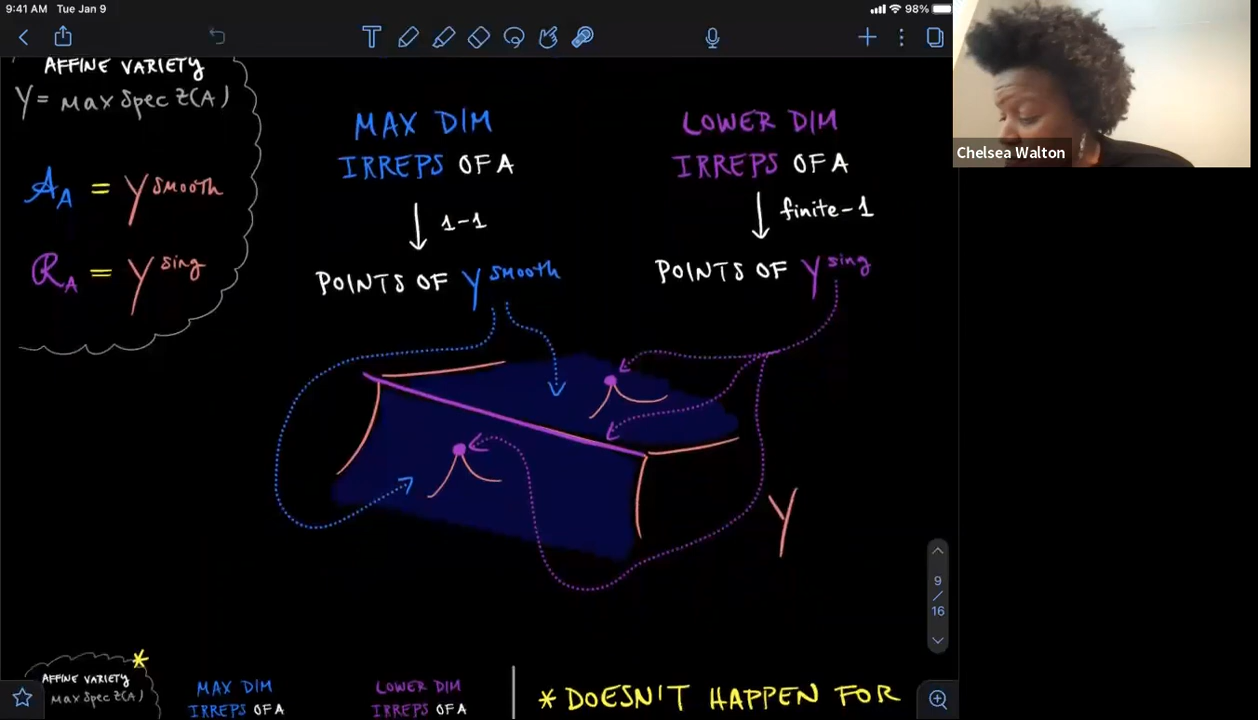 9:41 AM Tue Jan 9
98%
AFFINE VARIETY
Y = MAX Spec Z(A)
MAX DIM
IRREPS OF A
LOWER DIM
IRREPS OF A
Chelsea Walton
A_A = Y^smooth
1-1
finite-1
R_A = Y^sing
POINTS OF Y^smooth
POINTS OF Y^sing
Y
9
/
16
AFFINE VARIETY
MAX Spec Z(A)
*
MAX DIM
IRREPS OF A
LOWER DIM
IRREPS OF A
* DOESN'T HAPPEN FOR